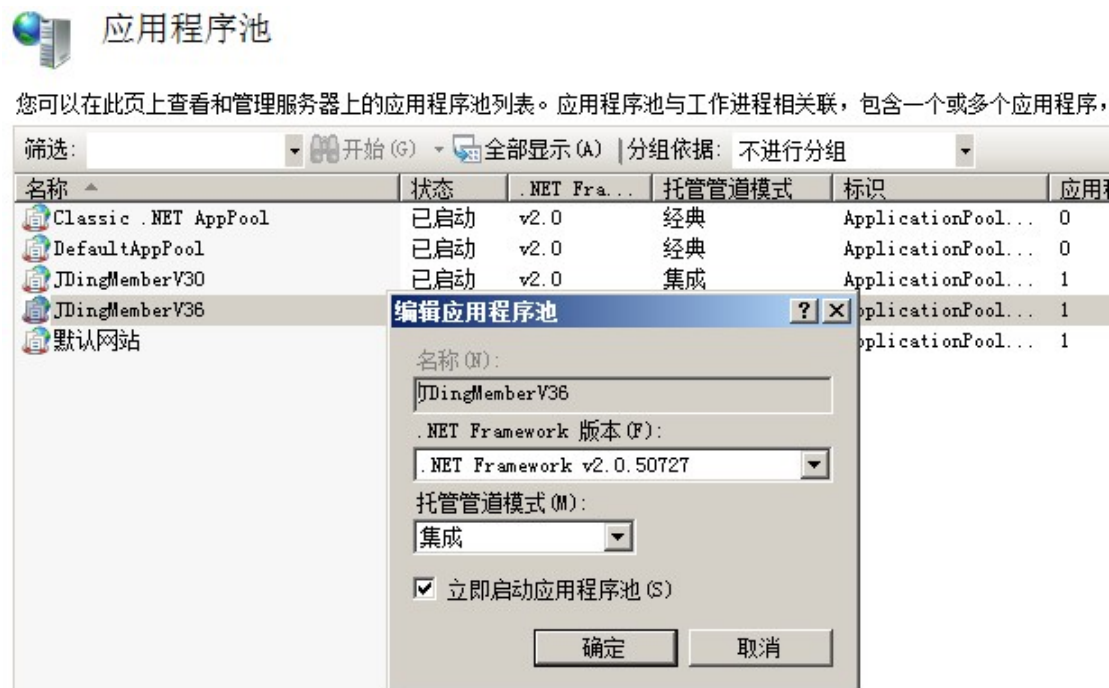 应用程序池
您可以在此页上查看和管理服务器上的应用程序池列表。应用程序池与工作进程相关联，包含一个或多个应用程序，
筛选: 开始(G) 全部显示(A) 分组依据: 不进行分组
名称 状态 .NET Fra... 托管管道模式 标识 应用程
Classic .NET AppPool 已启动 v2.0 经典 ApplicationPool... 0
DefaultAppPool 已启动 v2.0 经典 ApplicationPool... 0
JDingMemberV30 已启动 v2.0 集成 ApplicationPool... 1
JDingMemberV36 pplicationPool... 1
默认网站 pplicationPool... 1
编辑应用程序池
名称(N):
JDingMemberV36
.NET Framework 版本(F):
.NET Framework v2.0.50727
托管管道模式(M):
集成
立即启动应用程序池(S)
确定 取消